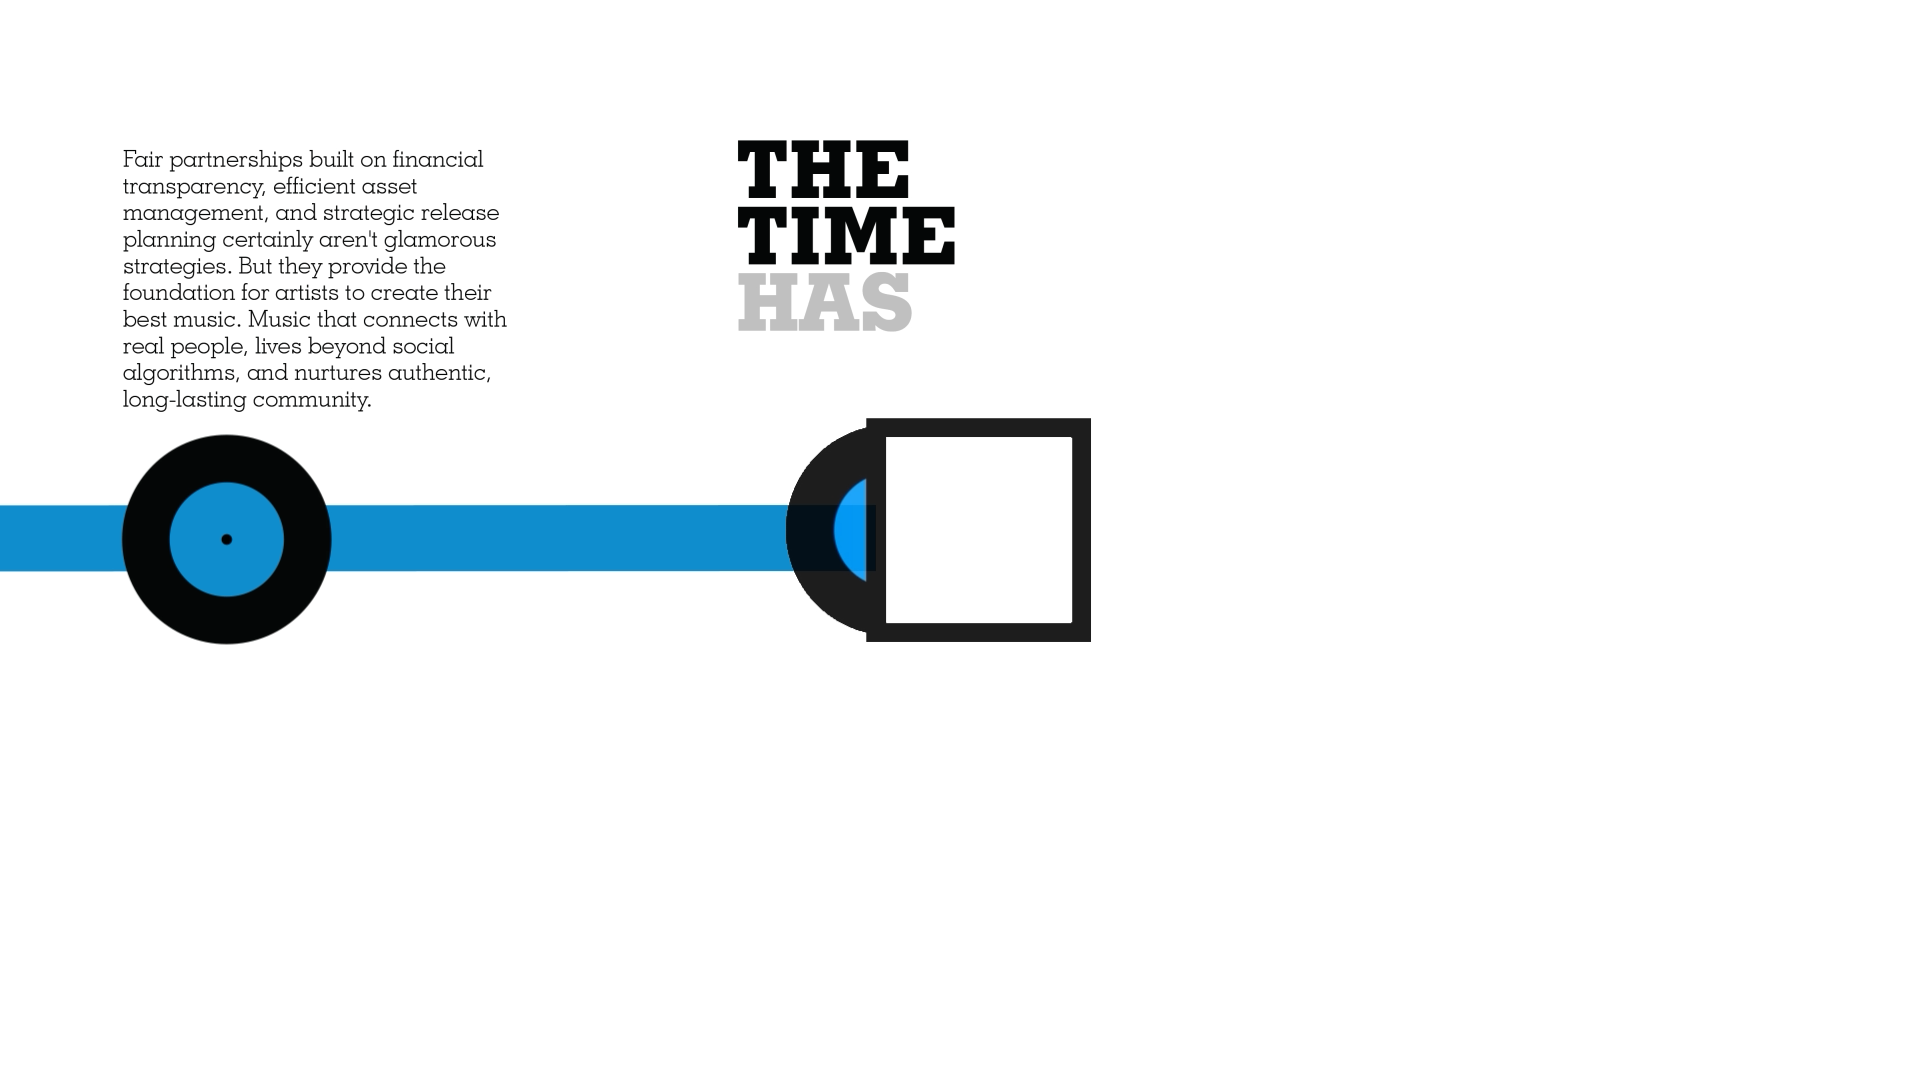 Fair partnerships built on financial
transparency, efficient asset
management, and strategic release
planning certainly aren't glamorous
strategies. But they provide the
foundation for artists to create their
best music. Music that connects with
real people, lives beyond social
algorithms, and nurtures authentic,
long-lasting community.
THE
TIME
HAS